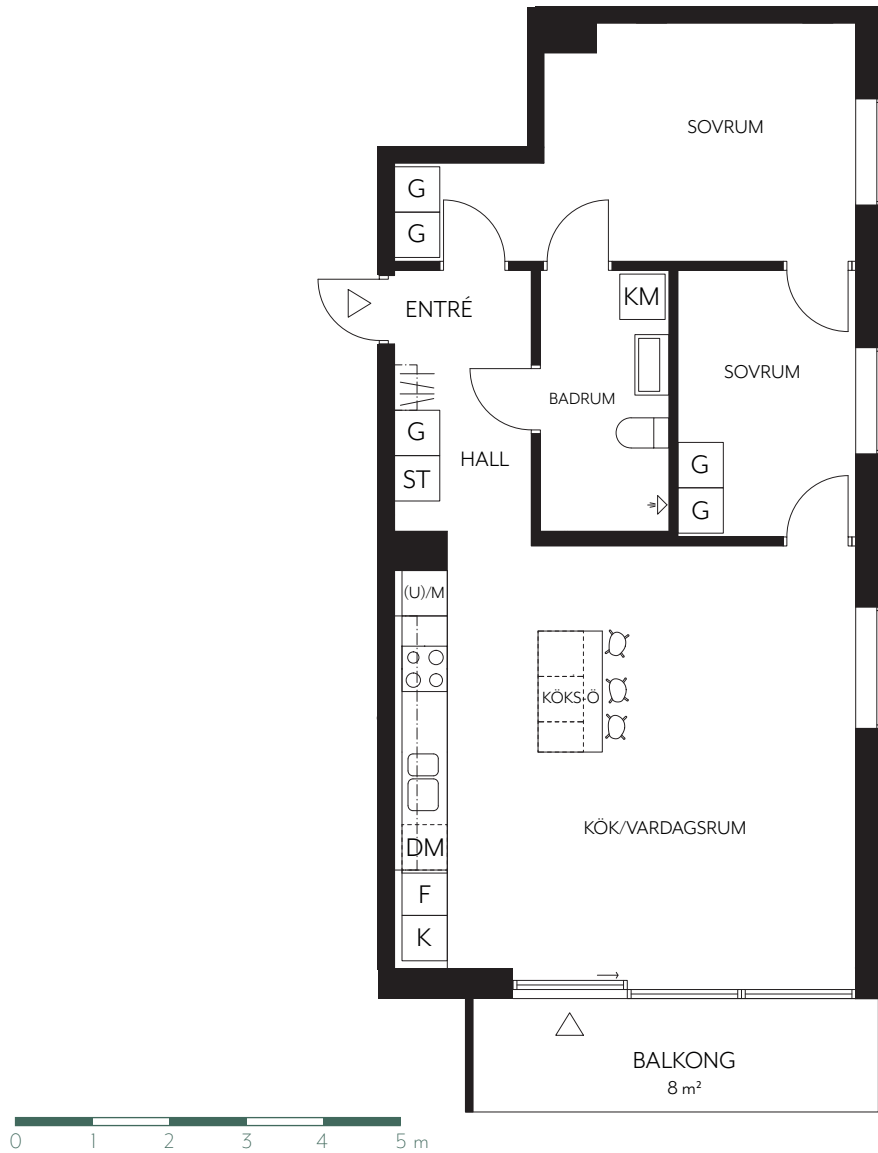 SOVRUM
G
G
KM
ENTRÉ
SOVRUM
BADRUM
G
HALL
G
ST
G
(U)/M
KÖKS-Ö
KÖK/VARDAGSRUM
DM
F
K
BALKONG
8 m²
0 1 2 3 4 5 m